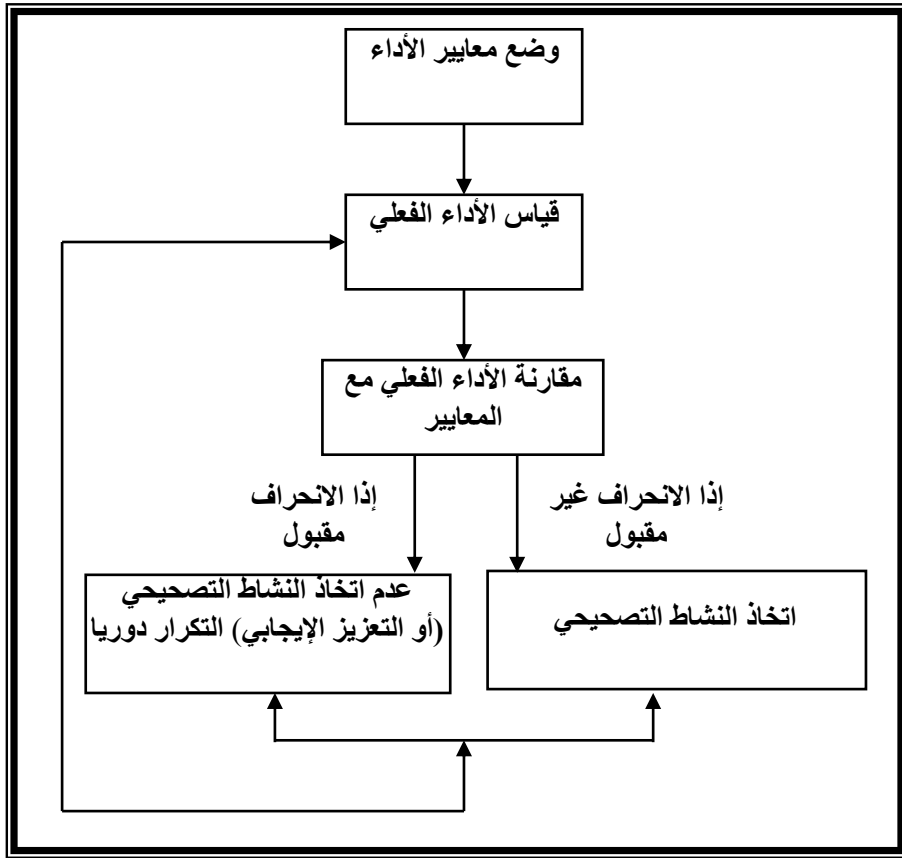 وضع معايير الأداء
قياس الأداء الفعلي
مقارنة الأداء الفعلي مع
المعايير
إذا الانحراف غير
مقبول
إذا الانحراف
مقبول
اتخاذ النشاط التصحيحي
عدم اتخاذ النشاط التصحيحي
(أو التعزيز الإيجابي) التكرار دوريا